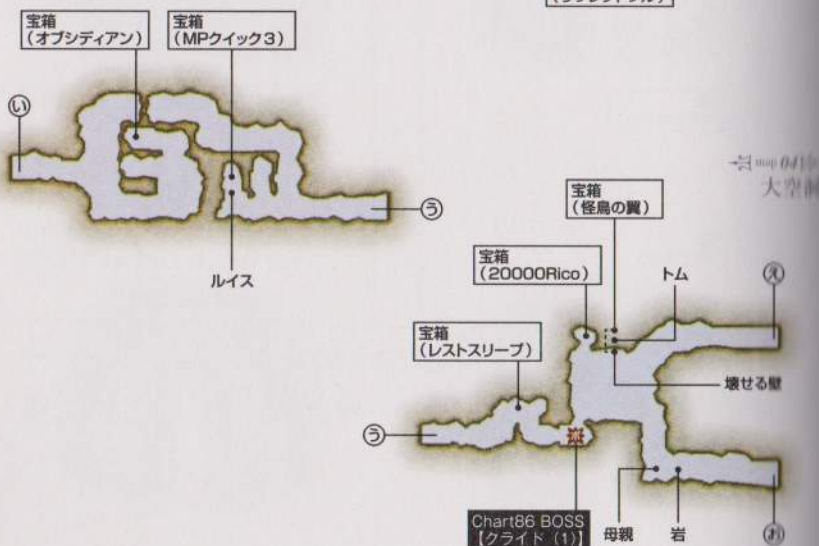 宝箱
（オブシディアン）
宝箱
（MPクイック３）
い
う
ルイス
map 04
大空洞
宝箱
（怪鳥の翼）
宝箱
（20000Rico）
トム
え
宝箱
（レストスリープ）
壊せる壁
う
Chart86 BOSS
【クライド（1）】
母親
岩
お